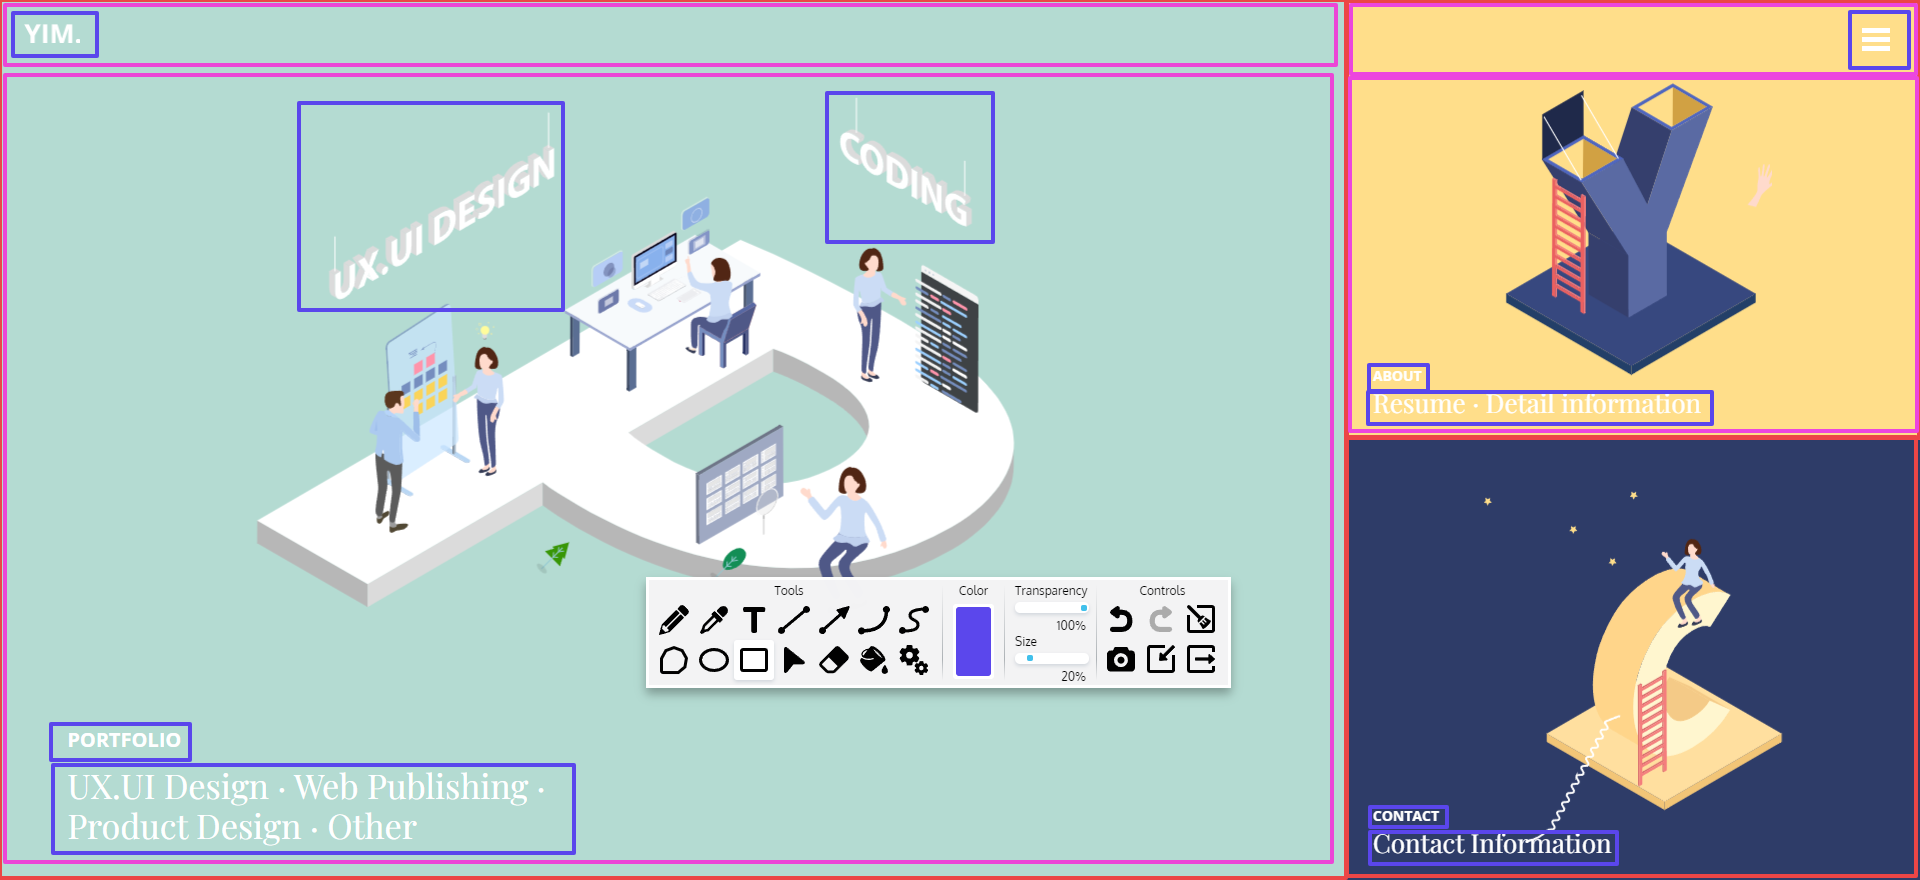 YIM.
UX.UI DESIGN
CODING
PORTFOLIO
UX.UI Design · Web Publishing ·
Product Design · Other
ABOUT
Resume · Detail information
CONTACT
Contact Information
Tools
Color
Transparency
100%
Size
20%
Controls